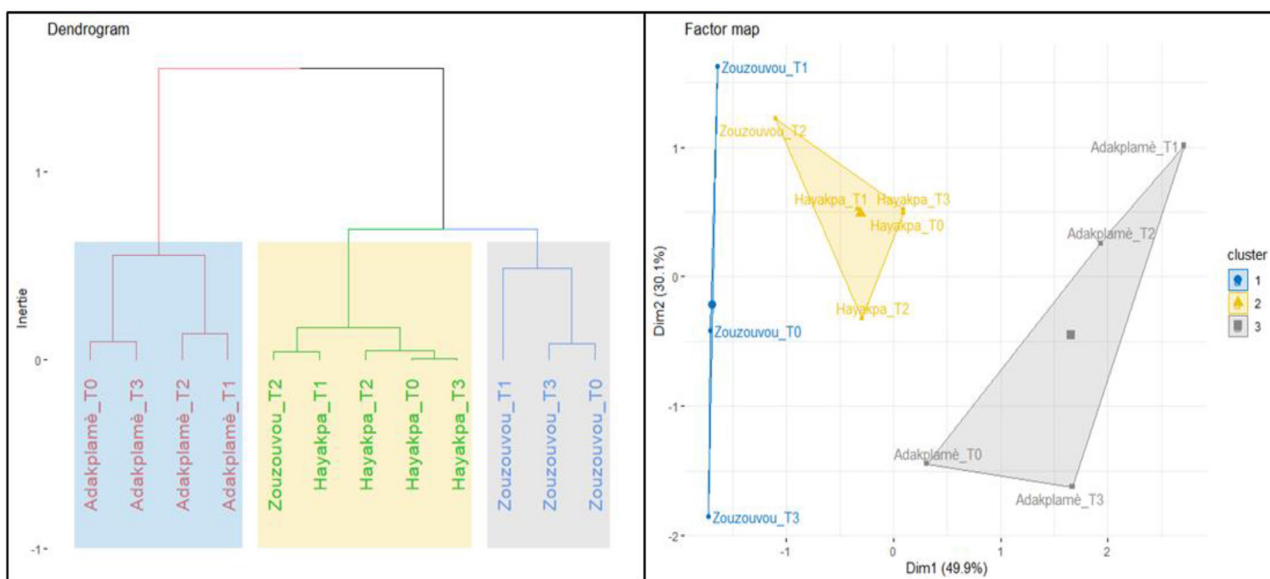 Dendrogram
1
0
-1
Inertie
Adakplamè_T0
Adakplamè_T3
Adakplamè_T2
Adakplamè_T1
Zouzouvou_T2
Hayakpa_T1
Hayakpa_T2
Hayakpa_T0
Hayakpa_T3
Zouzouvou_T1
Zouzouvou_T3
Zouzouvou_T0
Factor map
Zouzouvou_T1
Zouzouvou_T2
Adakplamè_T1
Hayakpa_T1
Hayakpa_T3
Hayakpa_T0
Adakplamè_T2
Hayakpa_T2
Zouzouvou_T0
Adakplamè_T0
Adakplamè_T3
Zouzouvou_T3
1
0
-1
-2
Dim2 (30.1%)
-1
0
1
2
Dim1 (49.9%)
cluster
1
2
3